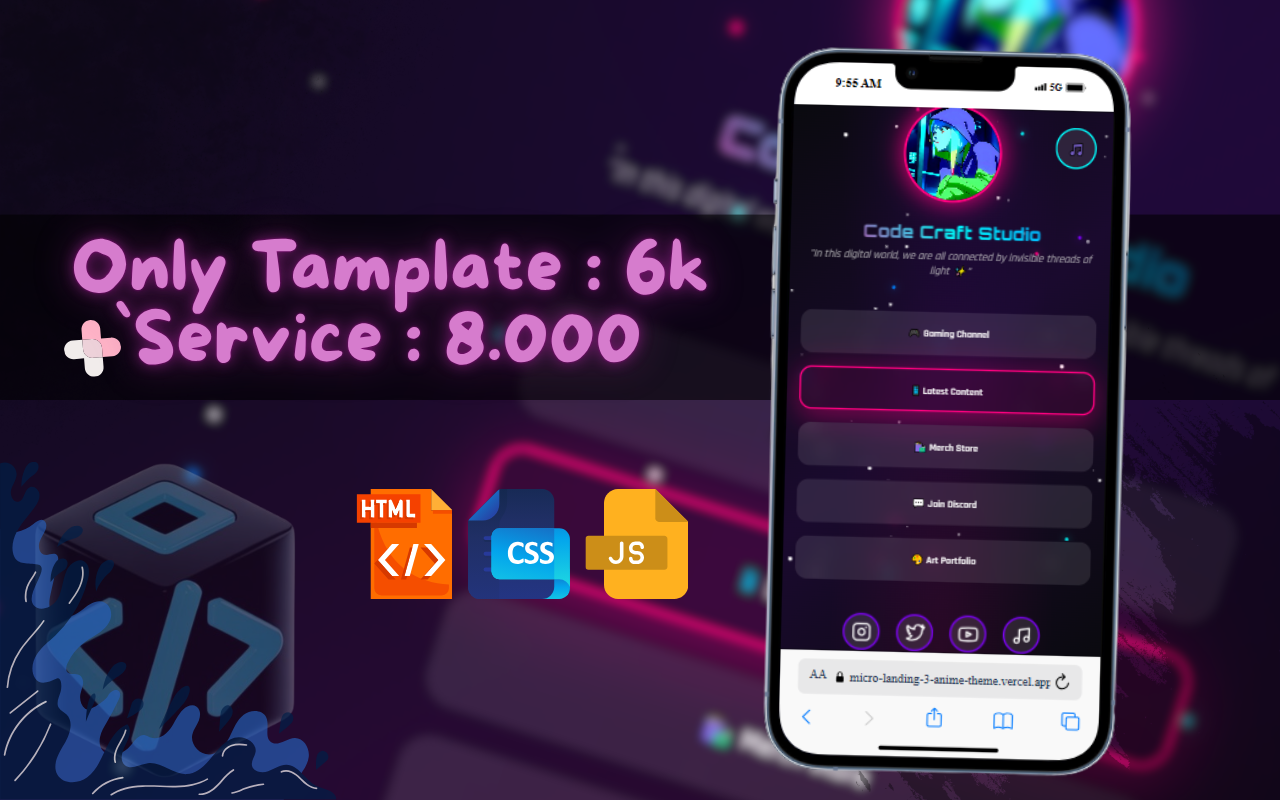 Only Tamplate : 6k
`Service : 8.000
HTML
</>
CSS
JS
9:55 AM
5G
Code Craft Studio
"In this digital world, we are all connected by invisible threads of
light ✨"
🎮 Gaming Channel
📱 Latest Content
🛍️ Merch Store
💬 Join Discord
🎨 Art Portfolio
AA micro-landing-3-anime-theme.vercel.app
</>